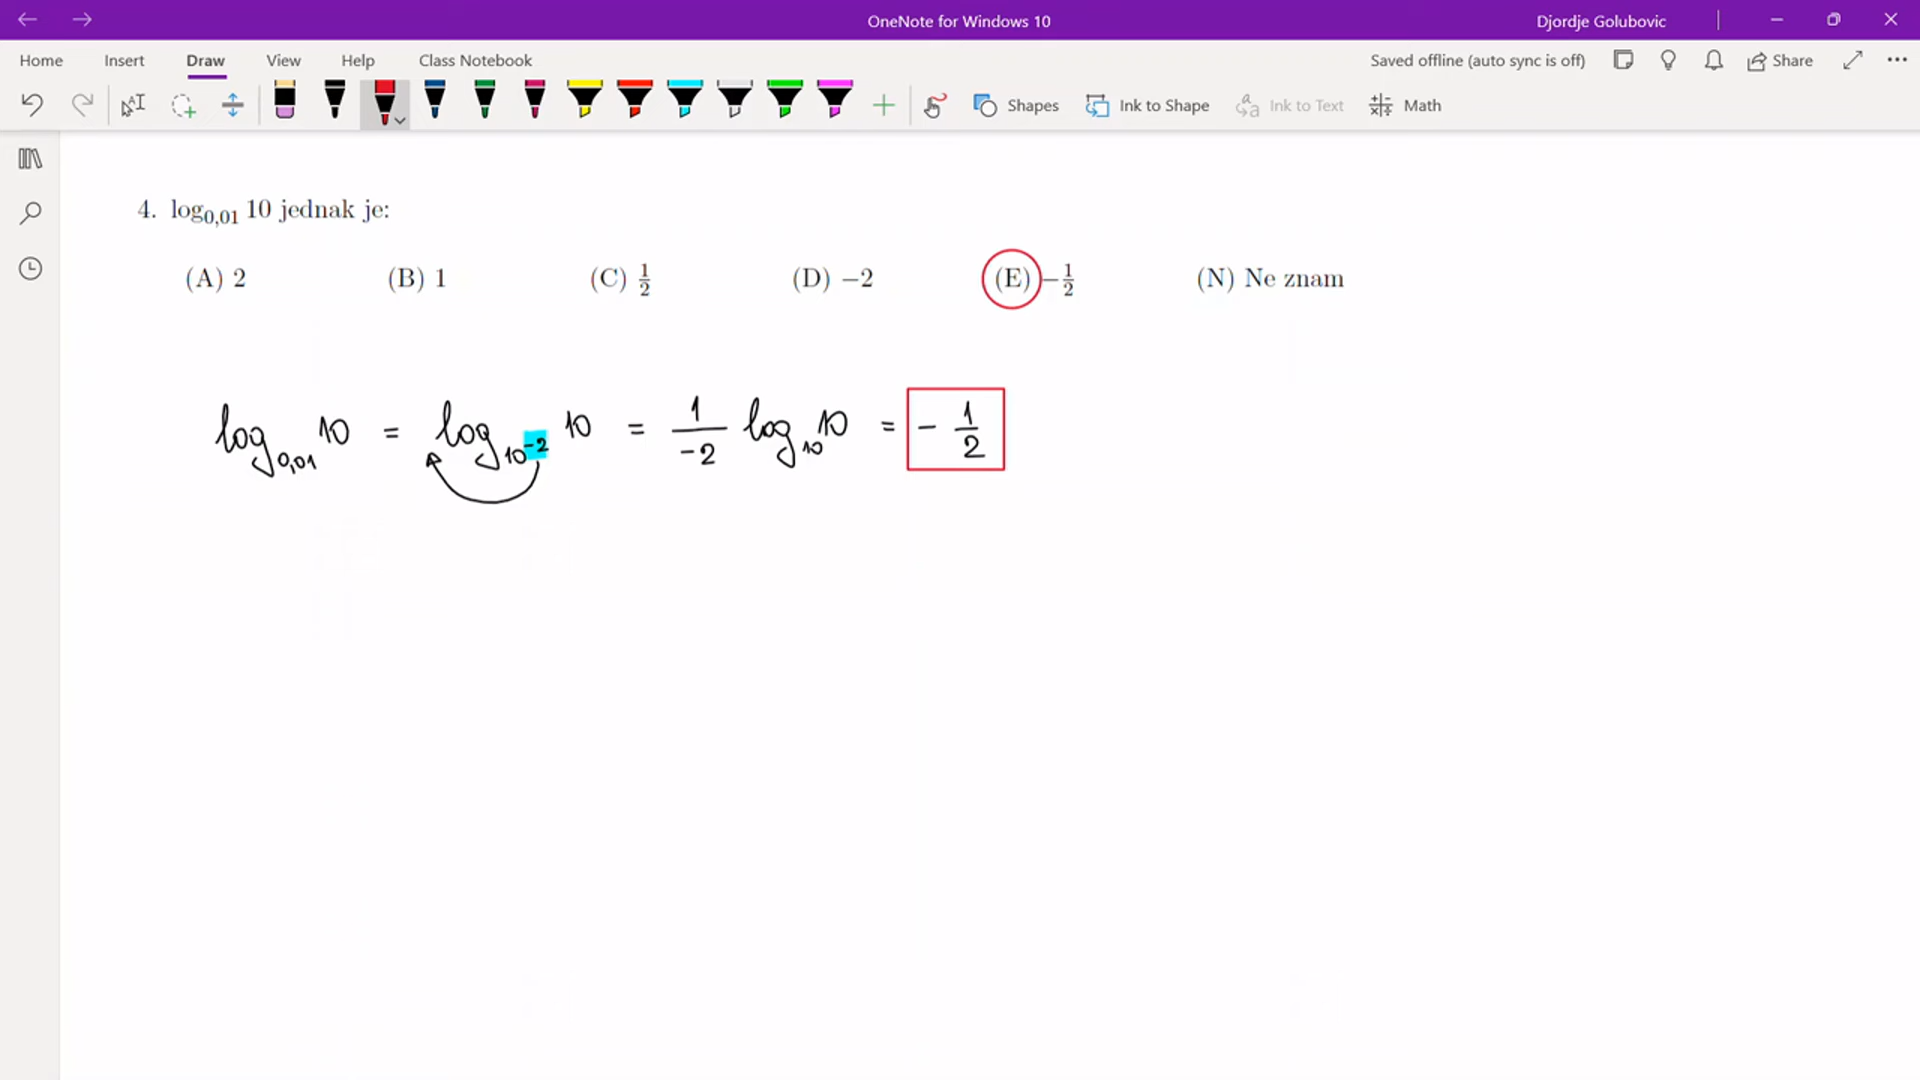 OneNote for Windows 10
Djordje Golubovic
Home Insert Draw View Help Class Notebook
Saved offline (auto sync is off) Share
Shapes Ink to Shape Ink to Text Math
4. log₀,₀₁ 10 jednak je:
(A) 2 (B) 1 (C) 1/2 (D) −2 (E) −1/2 (N) Ne znam
log₀,₀₁ 10 = log_{10^{-2}} 10 = 1/-2 log₁₀ 10 = - 1/2